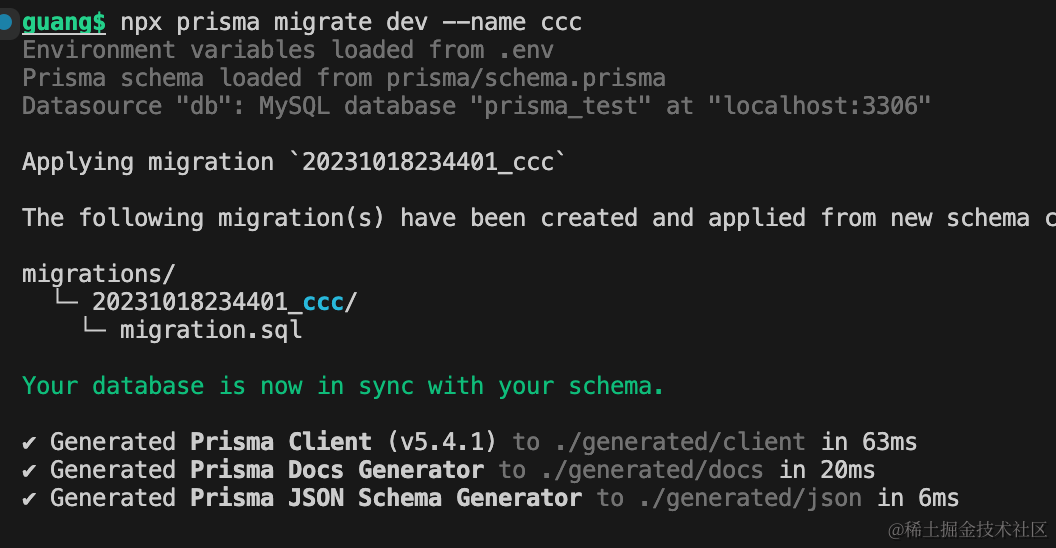 guang$ npx prisma migrate dev --name ccc
Environment variables loaded from .env
Prisma schema loaded from prisma/schema.prisma
Datasource "db": MySQL database "prisma_test" at "localhost:3306"
Applying migration `20231018234401_ccc`
The following migration(s) have been created and applied from new schema c
migrations/
└─ 20231018234401_ccc/
└─ migration.sql
Your database is now in sync with your schema.
✔ Generated Prisma Client (v5.4.1) to ./generated/client in 63ms
✔ Generated Prisma Docs Generator to ./generated/docs in 20ms
✔ Generated Prisma JSON Schema Generator to ./generated/json in 6ms
@稀土掘金技术社区